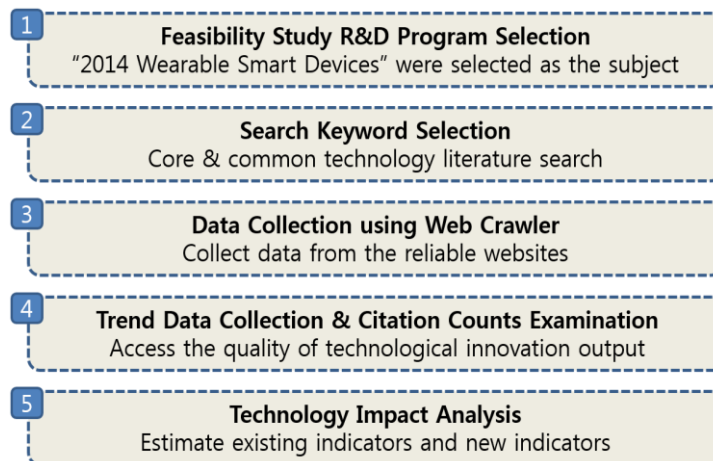 1
Feasibility Study R&D Program Selection
“2014 Wearable Smart Devices” were selected as the subject
2
Search Keyword Selection
Core & common technology literature search
3
Data Collection using Web Crawler
Collect data from the reliable websites
4
Trend Data Collection & Citation Counts Examination
Access the quality of technological innovation output
5
Technology Impact Analysis
Estimate existing indicators and new indicators